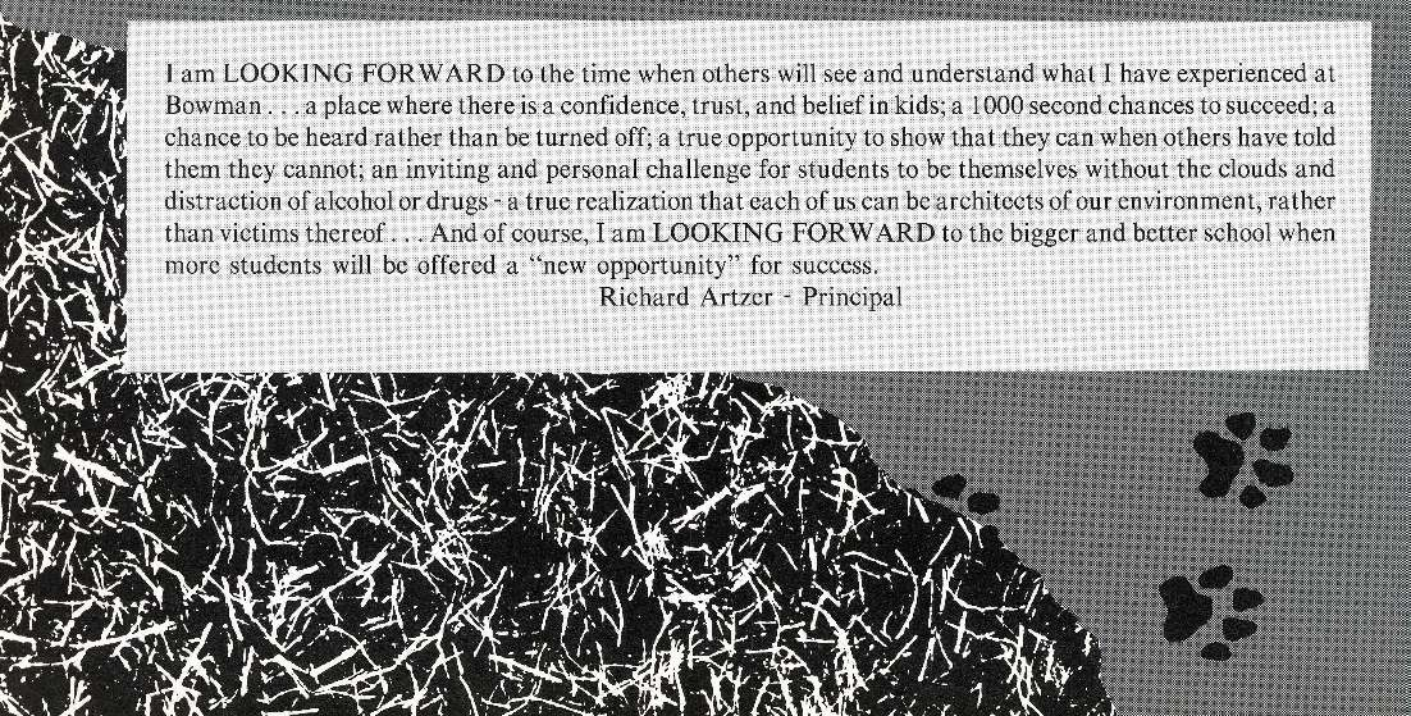 I am LOOKING FORWARD to the time when others will see and understand what I have experienced at
Bowman . . . a place where there is a confidence, trust, and belief in kids; a 1000 second chances to succeed; a
chance to be heard rather than be turned off; a true opportunity to show that they can when others have told
them they cannot; an inviting and personal challenge for students to be themselves without the clouds and
distraction of alcohol or drugs - a true realization that each of us can be architects of our environment, rather
than victims thereof . . . . And of course, I am LOOKING FORWARD to the bigger and better school when
more students will be offered a “new opportunity” for success.
Richard Artzer - Principal